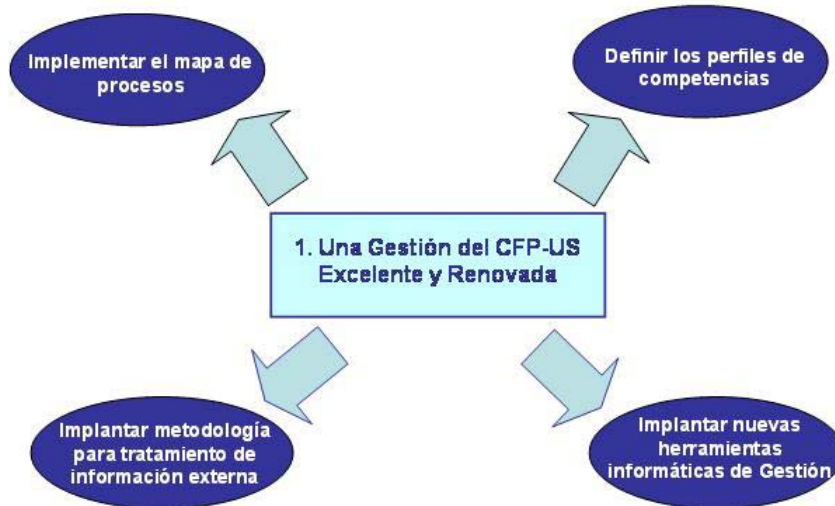 Implementar el mapa de
procesos
Definir los perfiles de
competencias
1. Una Gestión del CFP-US
Excelente y Renovada
Implantar metodología
para tratamiento de
información externa
Implantar nuevas
herramientas
informáticas de Gestión